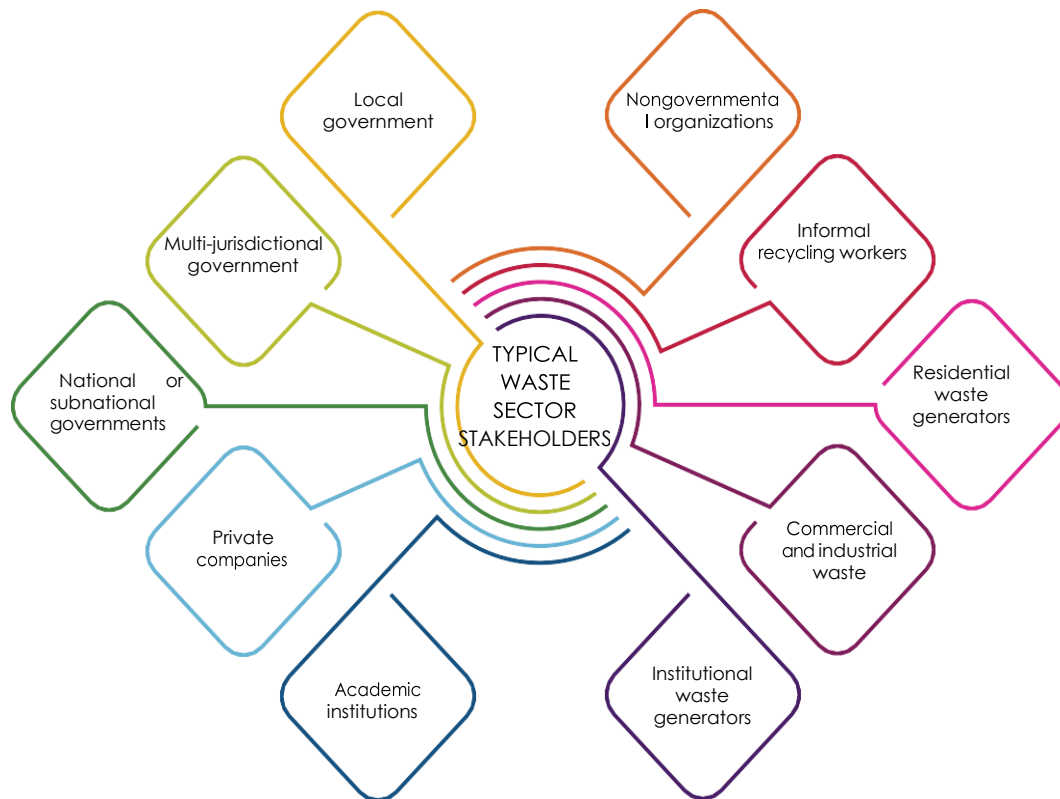 Local
government
Nongovernmenta
l organizations
Multi-jurisdictional
government
Informal
recycling workers
National or
subnational
governments
TYPICAL
WASTE
SECTOR
STAKEHOLDERS
Residential
waste
generators
Private
companies
Commercial
and industrial
waste
Academic
institutions
Institutional
waste
generators